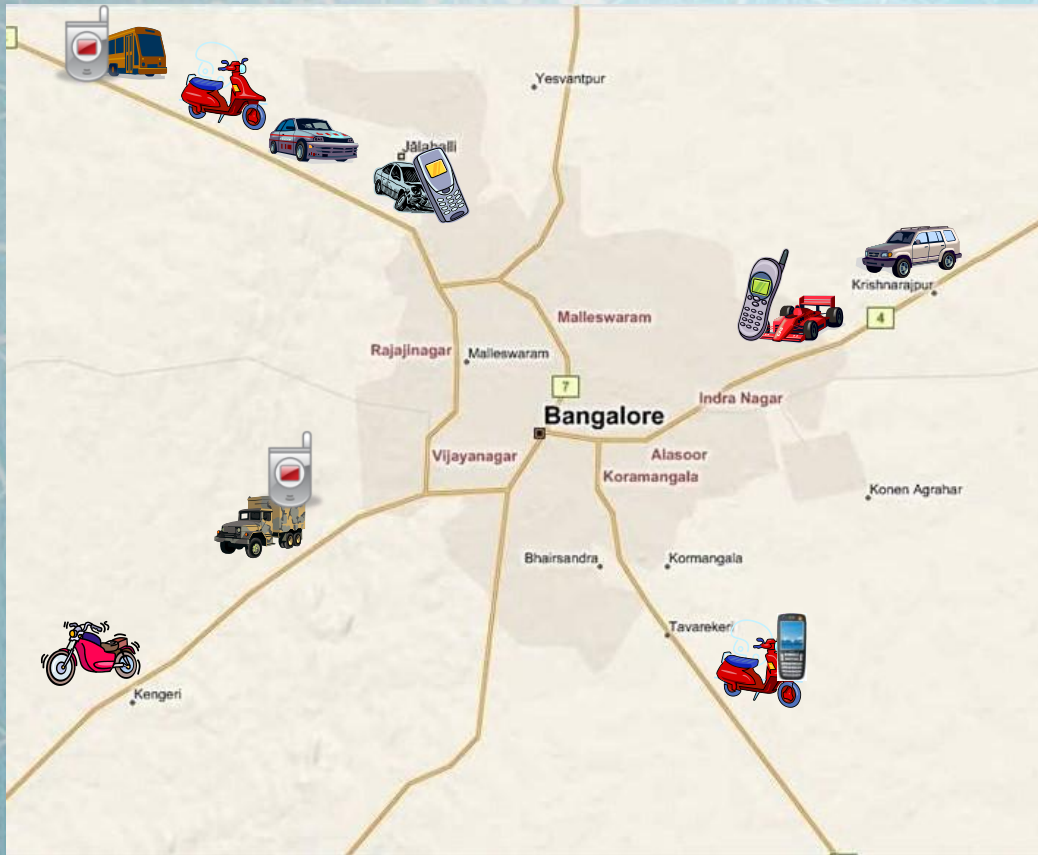 Yesvantpur
Jālahalli
Krishnarajpur
4
Malleswaram
Rajajinagar
Malleswaram
7
Indra Nagar
Bangalore
Vijayanagar
Alasoor
Koramangala
Konen Agrahar
Bhairsandra
Kormangala
Tavarekeri
Kengeri